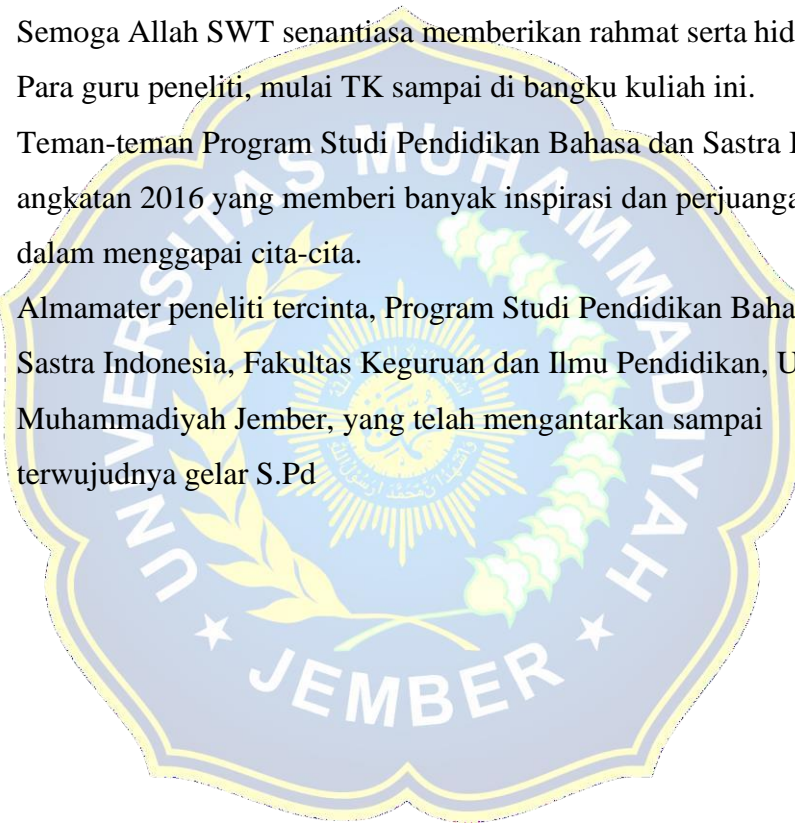 Semoga Allah SWT senantiasa memberikan rahmat serta hid
Para guru peneliti, mulai TK sampai di bangku kuliah ini.
Teman-teman Program Studi Pendidikan Bahasa dan Sastra
angkatan 2016 yang memberi banyak inspirasi dan perjuanga
dalam menggapai cita-cita.
Almamater peneliti tercinta, Program Studi Pendidikan Baha
Sastra Indonesia, Fakultas Keguruan dan Ilmu Pendidikan, U
Muhammadiyah Jember, yang telah mengantarkan sampai
terwujudnya gelar S.Pd
UNIVERSITAS MUHAMMADIYAH
JEMBER